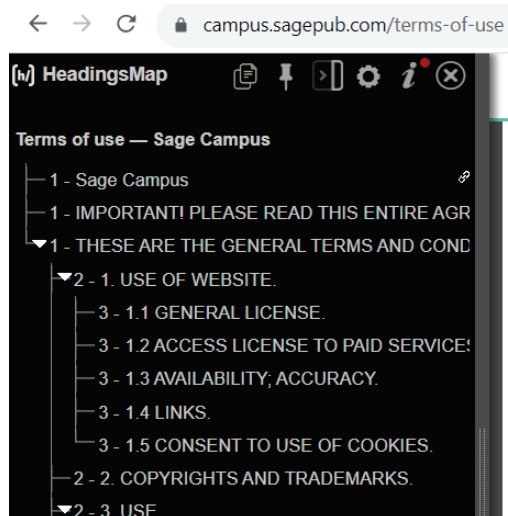 campus.sagepub.com/terms-of-use
[h/] HeadingsMap
Terms of use — Sage Campus
1 - Sage Campus
1 - IMPORTANT! PLEASE READ THIS ENTIRE AGR
1 - THESE ARE THE GENERAL TERMS AND COND
2 - 1. USE OF WEBSITE.
3 - 1.1 GENERAL LICENSE.
3 - 1.2 ACCESS LICENSE TO PAID SERVICES
3 - 1.3 AVAILABILITY; ACCURACY.
3 - 1.4 LINKS.
3 - 1.5 CONSENT TO USE OF COOKIES.
2 - 2. COPYRIGHTS AND TRADEMARKS.
2 - 3. USE